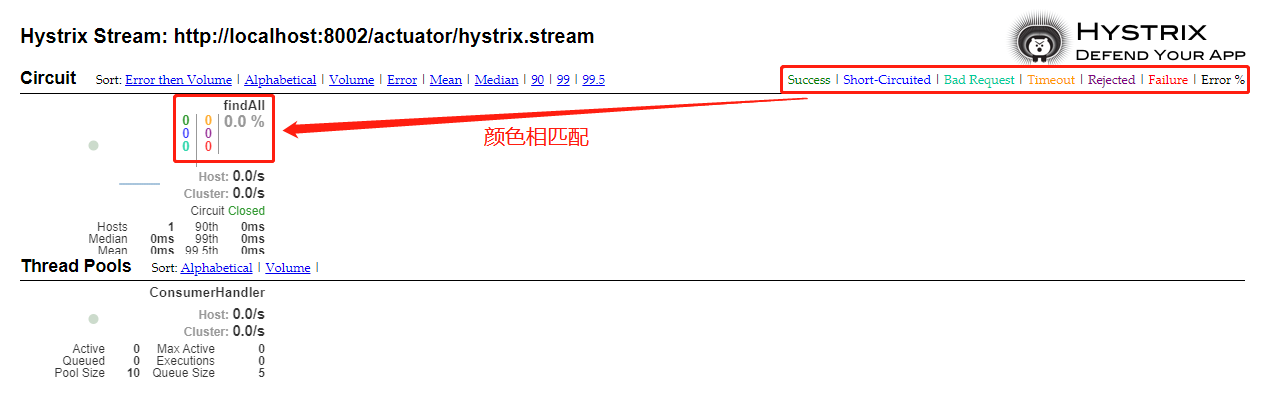 Hystrix Stream: http://localhost:8002/actuator/hystrix.stream
HYSTRIX
DEFEND YOUR APP
Circuit Sort: Error then Volume | Alphabetical | Volume | Error | Mean | Median | 90 | 99 | 99.5
Success | Short-Circuited | Bad Request | Timeout | Rejected | Failure | Error %
findAll
0 | 0 | 0.0 %
0 | 0
0 | 0
颜色相匹配
Host: 0.0/s
Cluster: 0.0/s
Circuit Closed
Hosts 1 90th 0ms
Median 0ms 99th 0ms
Mean 0ms 99.5th 0ms
Thread Pools Sort: Alphabetical | Volume |
ConsumerHandler
Host: 0.0/s
Cluster: 0.0/s
Active 0 Max Active 0
Queued 0 Executions 0
Pool Size 10 Queue Size 5